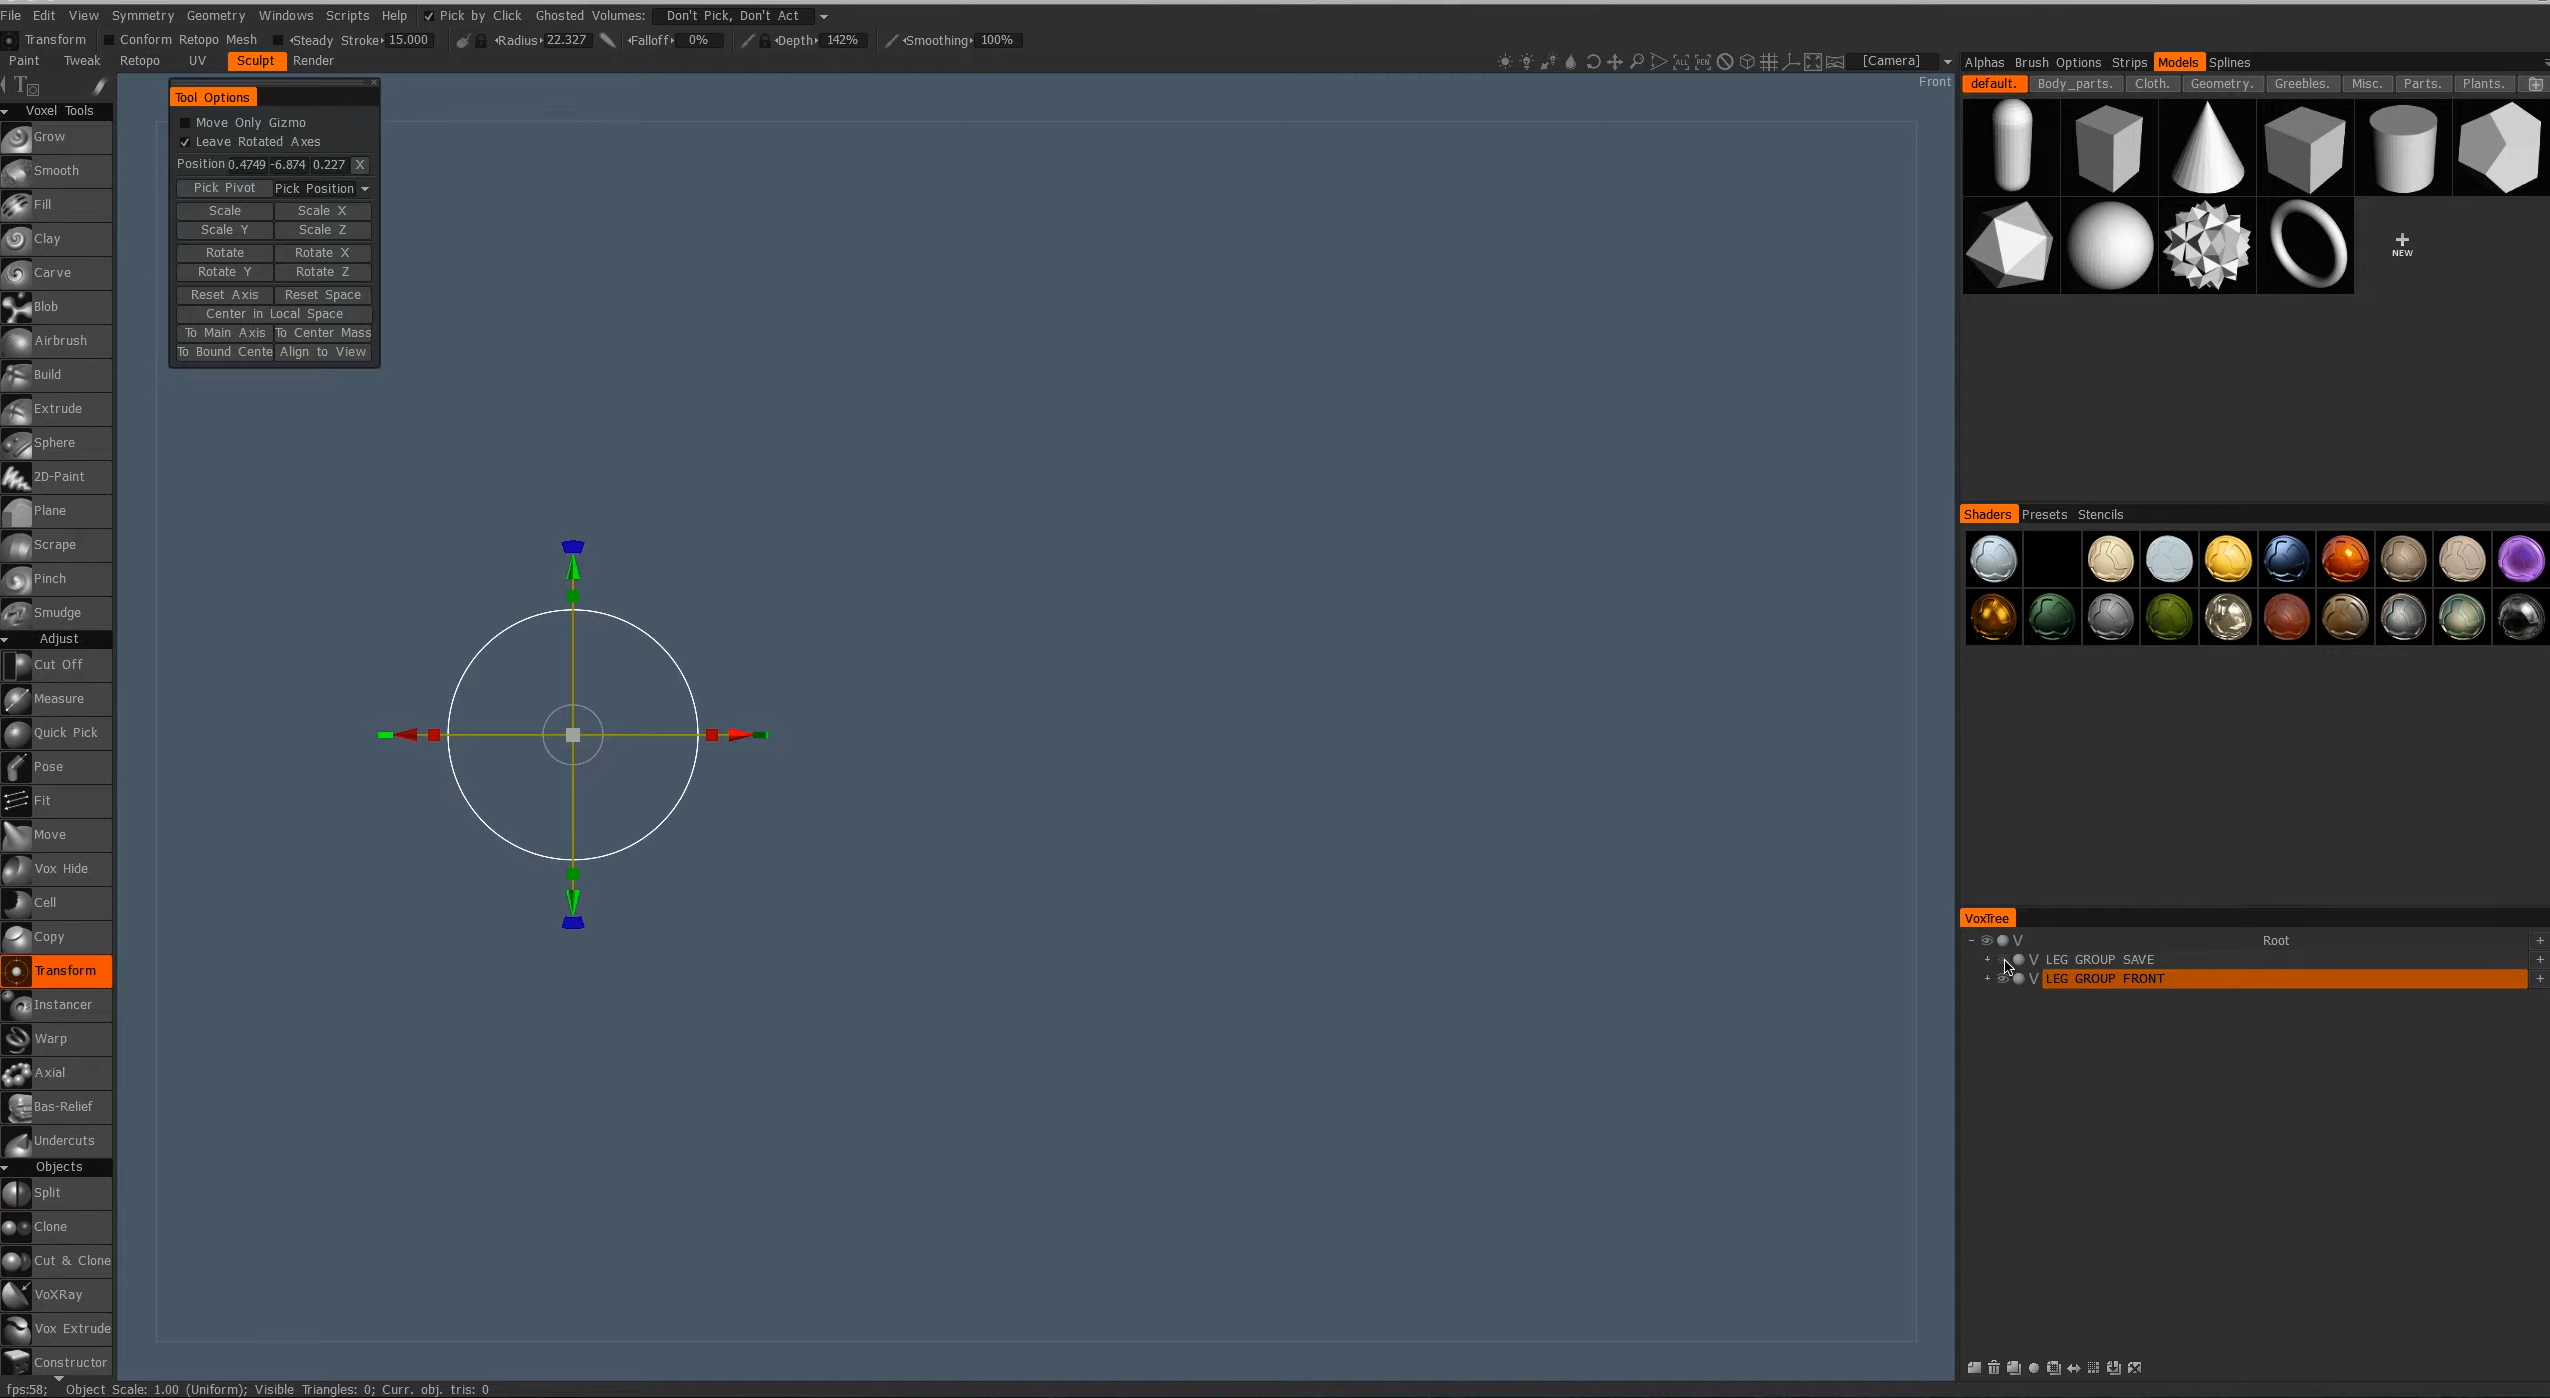 File Edit View Symmetry Geometry Windows Scripts Help Pick by Click Ghosted Volumes: Don't Pick, Don't Act
Transform Conform Retopo Mesh Steady Stroke 15.000 Radius 22.327 Falloff 0% Depth 142% Smoothing 100%
Paint Tweak Retopo UV Sculpt Render [Camera]
Front
Tool Options
Move Only Gizmo
Leave Rotated Axes
Position 0.4749 -6.874 0.227 X
Pick Pivot Pick Position
Scale Scale X
Scale Y Scale Z
Rotate Rotate X
Rotate Y Rotate Z
Reset Axis Reset Space
Center in Local Space
To Main Axis To Center Mass
To Bound Cente Align to View
Voxel Tools
Grow
Smooth
Fill
Clay
Carve
Blob
Airbrush
Build
Extrude
Sphere
2D-Paint
Plane
Scrape
Pinch
Smudge
Adjust
Cut Off
Measure
Quick Pick
Pose
Fit
Move
Vox Hide
Cell
Copy
Transform
Instancer
Warp
Axial
Bas-Relief
Undercuts
Objects
Split
Clone
Cut & Clone
VoXRay
Vox Extrude
Constructor
Alphas Brush Options Strips Models Splines
default. Body_parts. Cloth. Geometry. Greebles. Misc. Parts. Plants.
NEW
Shaders Presets Stencils
VoxTree
- V Root +
+ V LEG GROUP SAVE +
+ V LEG GROUP FRONT +
fps:58; Object Scale: 1.00 (Uniform); Visible Triangles: 0; Curr. obj. tris: 0